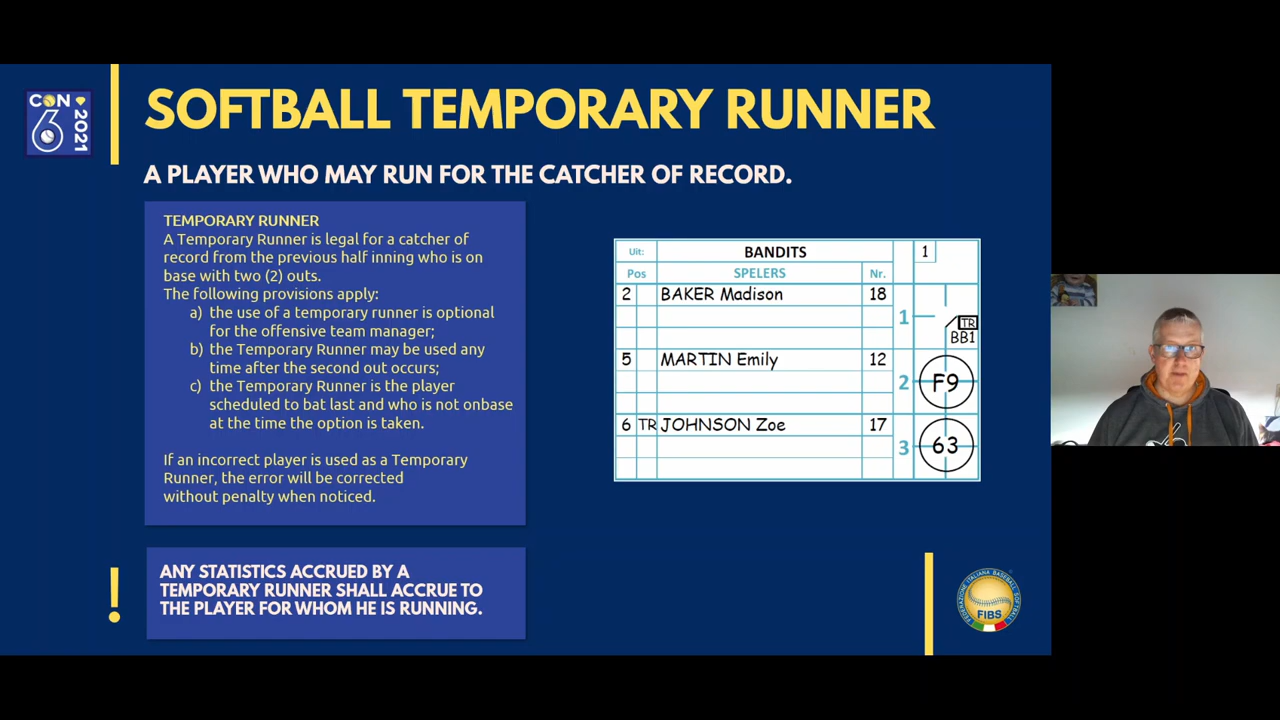 CON
6
2021
SOFTBALL TEMPORARY RUNNER
A PLAYER WHO MAY RUN FOR THE CATCHER OF RECORD.
TEMPORARY RUNNER
A Temporary Runner is legal for a catcher of
record from the previous half inning who is on
base with two (2) outs.
The following provisions apply:
a) the use of a temporary runner is optional
for the offensive team manager;
b) the Temporary Runner may be used any
time after the second out occurs;
c) the Temporary Runner is the player
scheduled to bat last and who is not onbase
at the time the option is taken.
If an incorrect player is used as a Temporary
Runner, the error will be corrected
without penalty when noticed.
! ANY STATISTICS ACCRUED BY A
TEMPORARY RUNNER SHALL ACCRUE TO
THE PLAYER FOR WHOM HE IS RUNNING.
Uit: BANDITS 1
Pos SPELERS Nr.
2 BAKER Madison 18
1 TR
BB1
5 MARTIN Emily 12
2 F9
6 TR JOHNSON Zoe 17
3 63
FEDERAZIONE ITALIANA BASEBALL SOFTBALL
FIBS